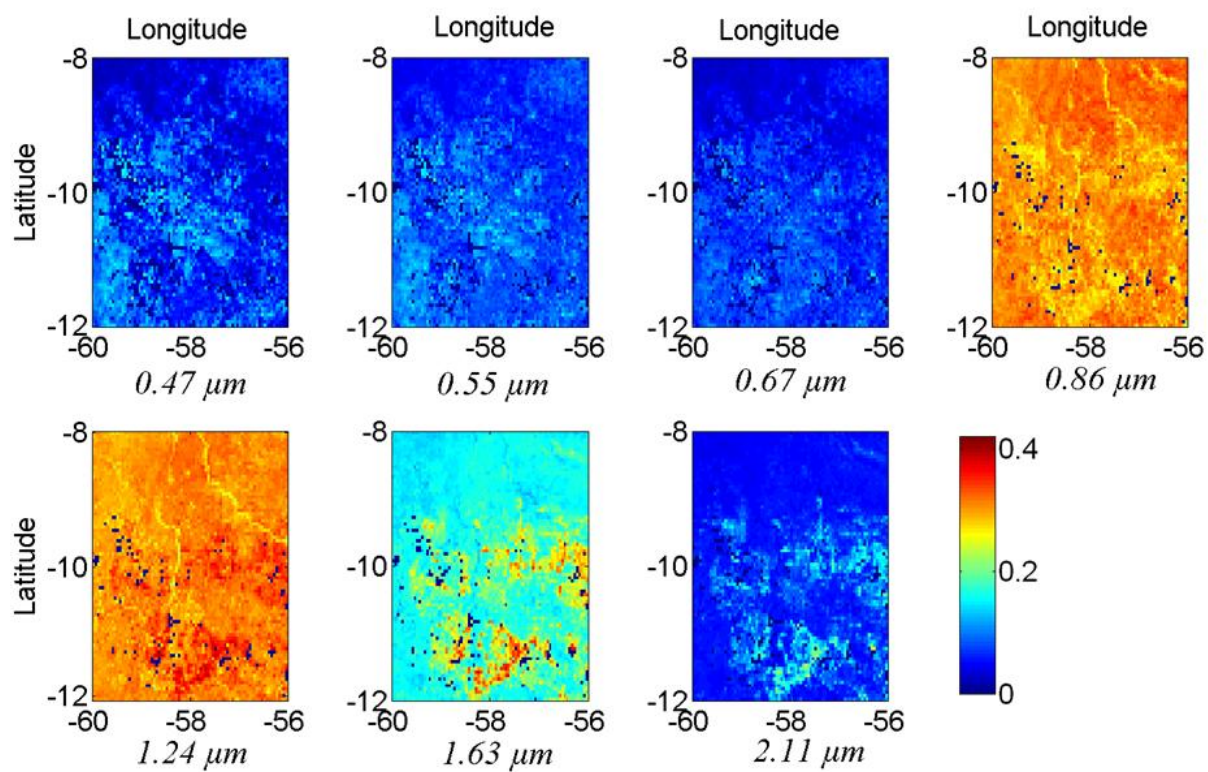 Longitude Longitude Longitude
-8 -8 -8 -8
Latitude
-10 -10 -10 -10
-12 -12 -12 -12
-60 -58 -56 -60 -58 -56 -60 -58 -56 -60 -58 -56
0.47 µm 0.55 µm 0.67 µm 0.86 µm
-8 -8 -8
0.4
Latitude
-10 -10 -10
0.2
-12 -12 -12
0
-60 -58 -56 -60 -58 -56 -60 -58 -56
1.24 µm 1.63 µm 2.11 µm